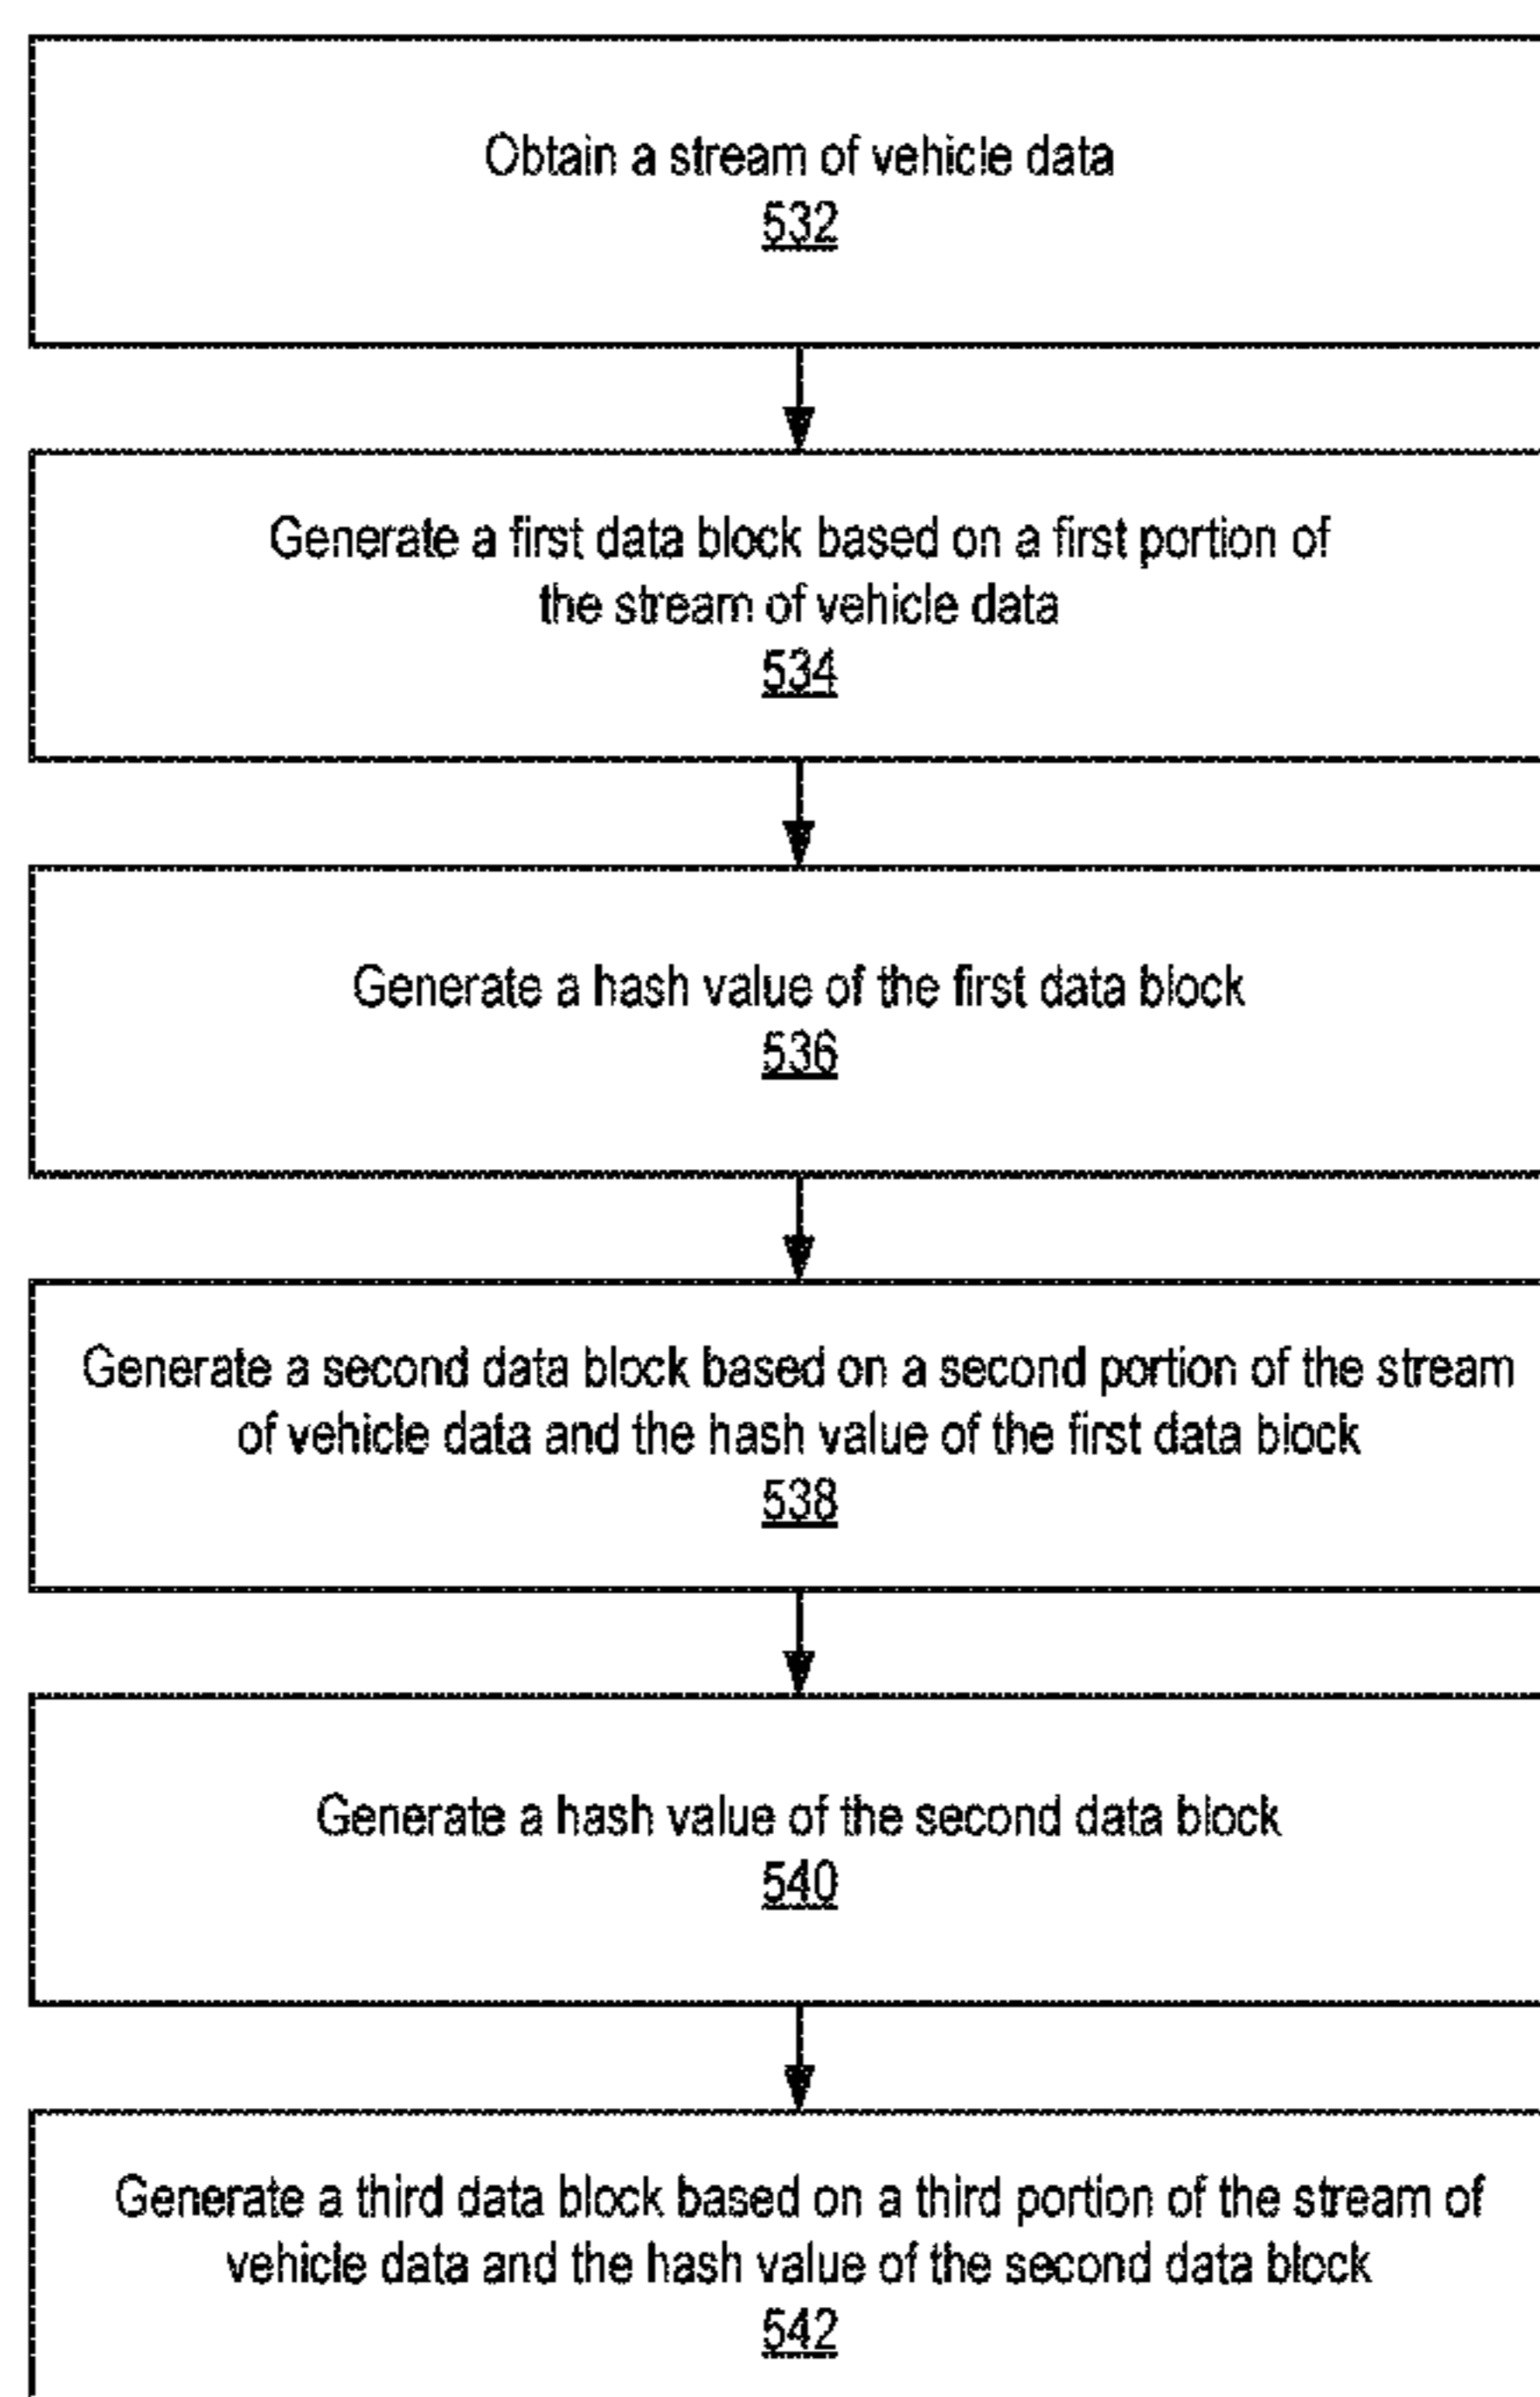 Obtain a stream of vehicle data
532
Generate a first data block based on a first portion of
the stream of vehicle data
534
Generate a hash value of the first data block
536
Generate a second data block based on a second portion of the stream
of vehicle data and the hash value of the first data block
538
Generate a hash value of the second data block
540
Generate a third data block based on a third portion of the stream of
vehicle data and the hash value of the second data block
542